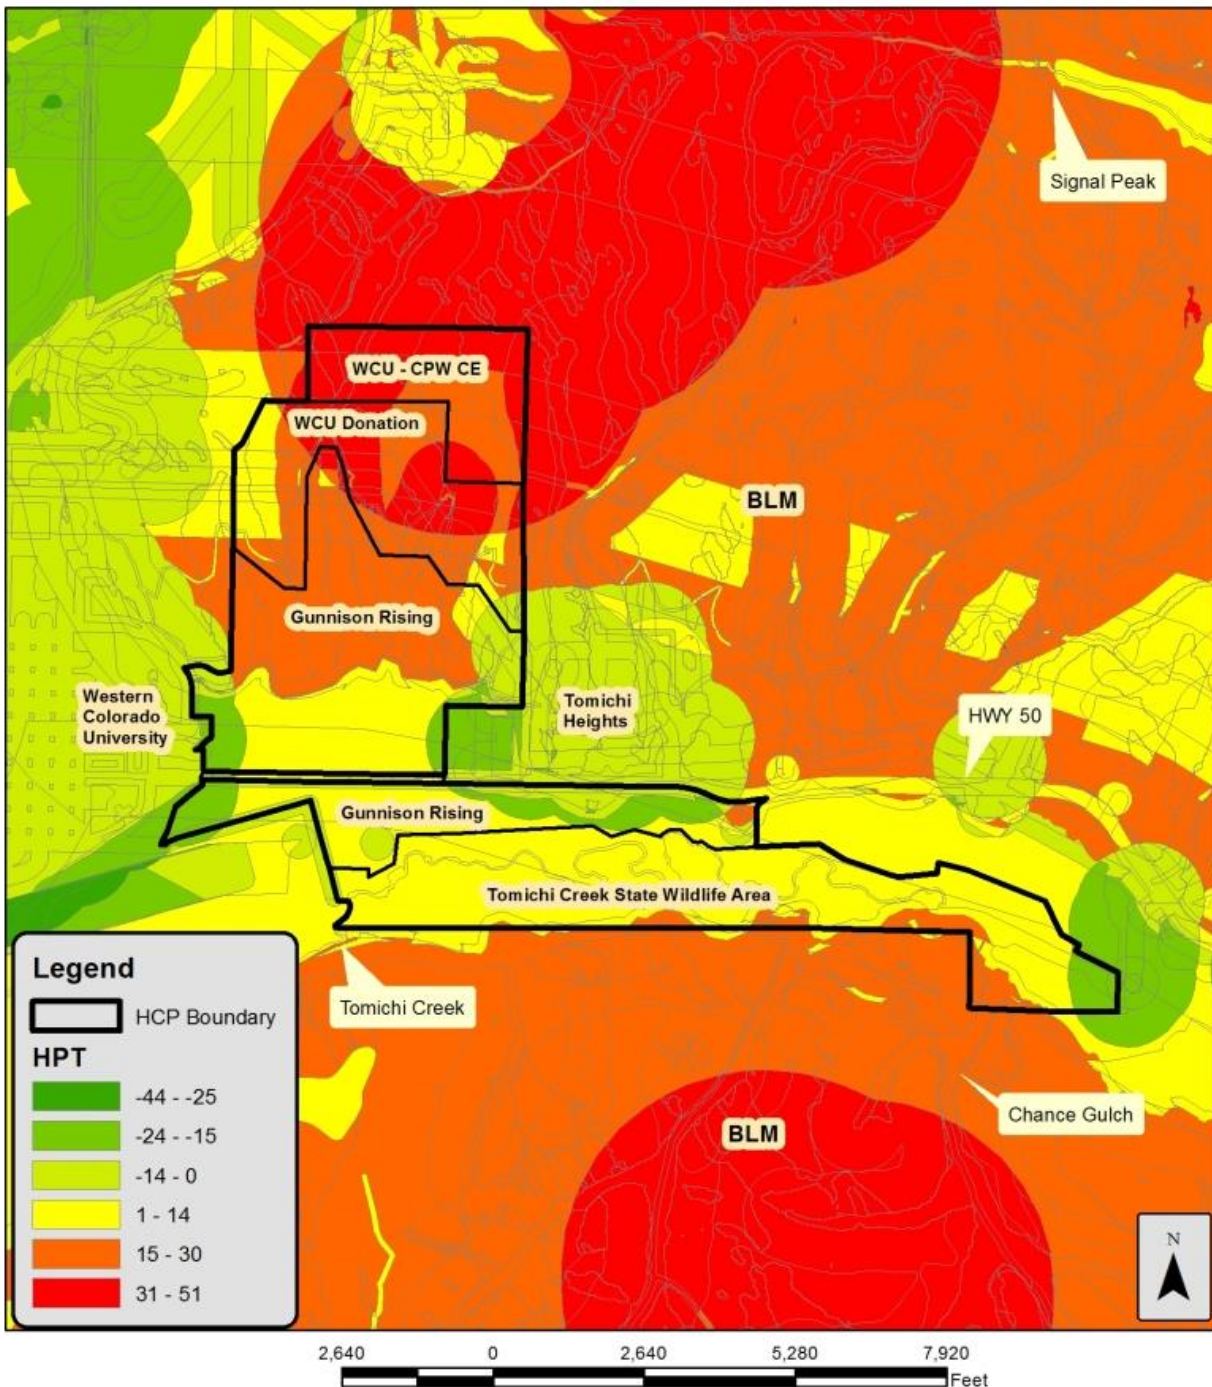 Signal Peak
WCU - CPW CE
WCU Donation
BLM
Gunnison Rising
Western
Colorado
University
Tomichi
Heights
HWY 50
Gunnison Rising
Tomichi Creek State Wildlife Area
Tomichi Creek
Chance Gulch
BLM
Legend
HCP Boundary
HPT
-44 - -25
-24 - -15
-14 - 0
1 - 14
15 - 30
31 - 51
N
2,640 0 2,640 5,280 7,920
Feet